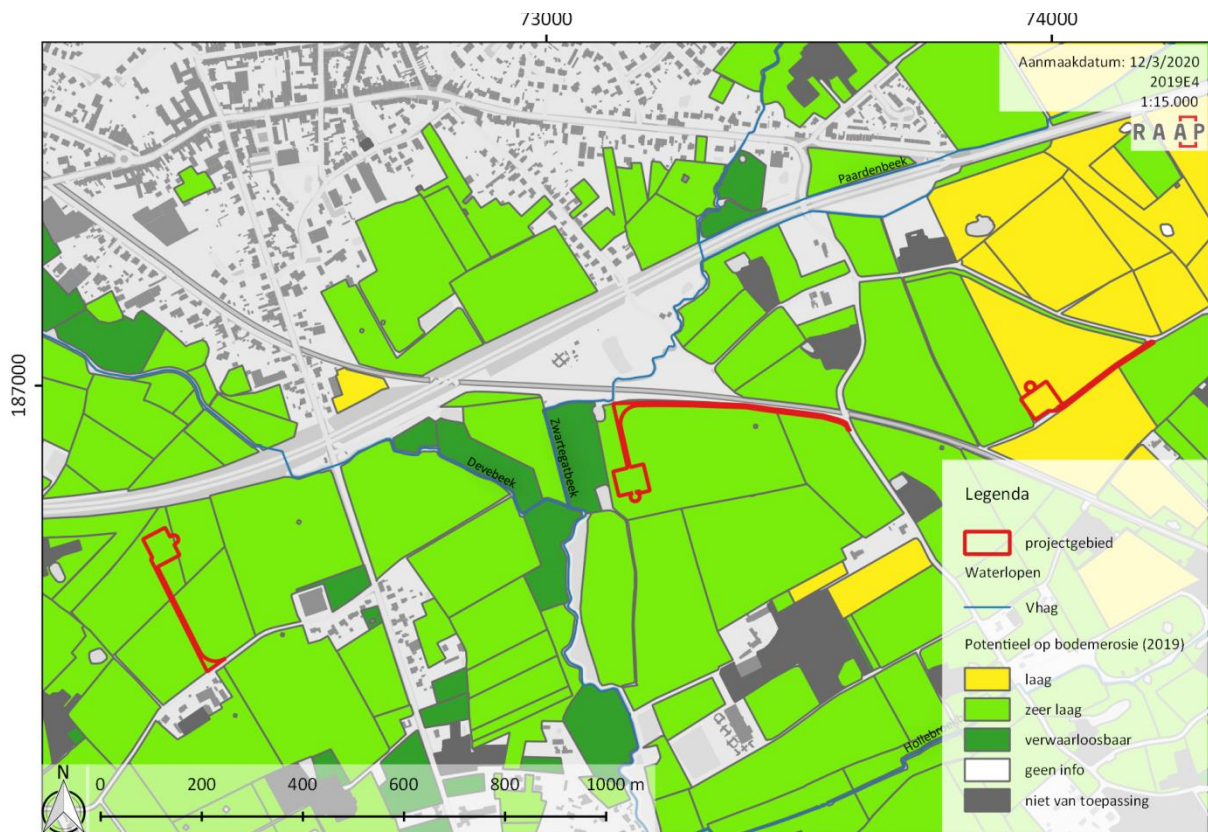 73000
74000
Aanmaakdatum: 12/3/2020
2019E4
1:15.000
RAAP
Paardenbeek
187000
Zwartegatbeek
Devebeek
Legenda
projectgebied
Waterlopen
Vhag
Potentieel op bodemerosie (2019)
laag
zeer laag
verwaarloosbaar
geen info
niet van toepassing
N
0 200 400 600 800 1000 m